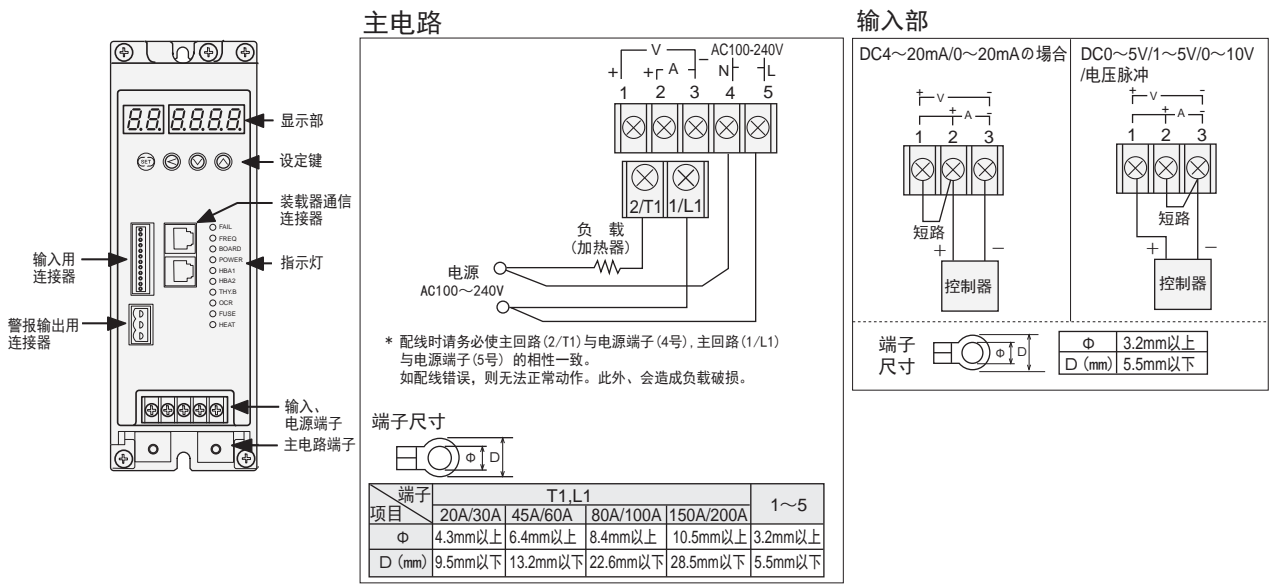 88 8888
SET
FAIL
FREQ
BOARD
POWER
HBA1
HBA2
THY.B
OCR
FUSE
HEAT
显示部
设定键
装载器通信
连接器
指示灯
输入用
连接器
警报输出用
连接器
输入、
电源端子
主电路端子
主电路
V AC100-240V
+ + A - N L
1 2 3 4 5
2/T1 1/L1
负 载
(加热器)
电源
AC100～240V
* 配线时请务必使主回路(2/T1)与电源端子(4号),主回路(1/L1)
与电源端子(5号) 的相性一致。
如配线错误，则无法正常动作。此外、会造成负载破损。
端子尺寸
Φ D
端子 T1,L1 1～5
项目 20A/30A 45A/60A 80A/100A 150A/200A
Φ 4.3mm以上 6.4mm以上 8.4mm以上 10.5mm以上 3.2mm以上
D (mm) 9.5mm以下 13.2mm以下 22.6mm以下 28.5mm以下 5.5mm以下
输入部
DC4～20mA/0～20mAの場合
+ V -
+ A -
1 2 3
短路
+ −
控制器
DC0～5V/1～5V/0～10V
/电压脉冲
+ V -
+ A -
1 2 3
短路
+ −
控制器
端子
尺寸
Φ D
Φ 3.2mm以上
D (mm) 5.5mm以下